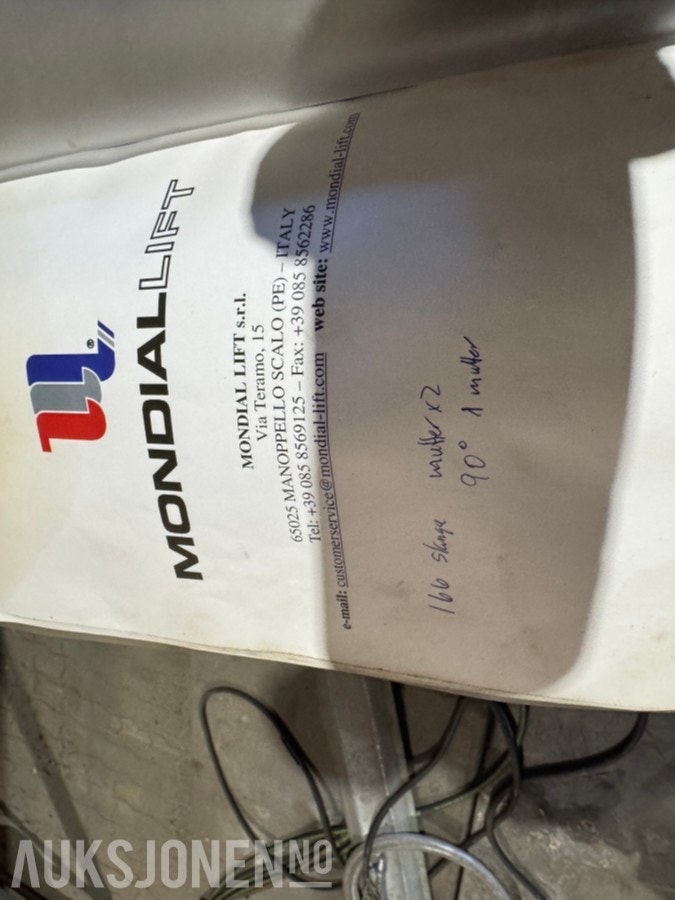 MONDIALLIFT
®
MONDIAL LIFT s.r.l.
Via Teramo, 15
65025 MANOPPELLO SCALO (PE) – ITALY
Tel: +39 085 8569125 – Fax: +39 085 8562286
e-mail: customerservice@mondial-lift.com web site: www.mondial-lift.com
166 slange mutter x2
90° 1 mutter
AUKSJONEN.NO